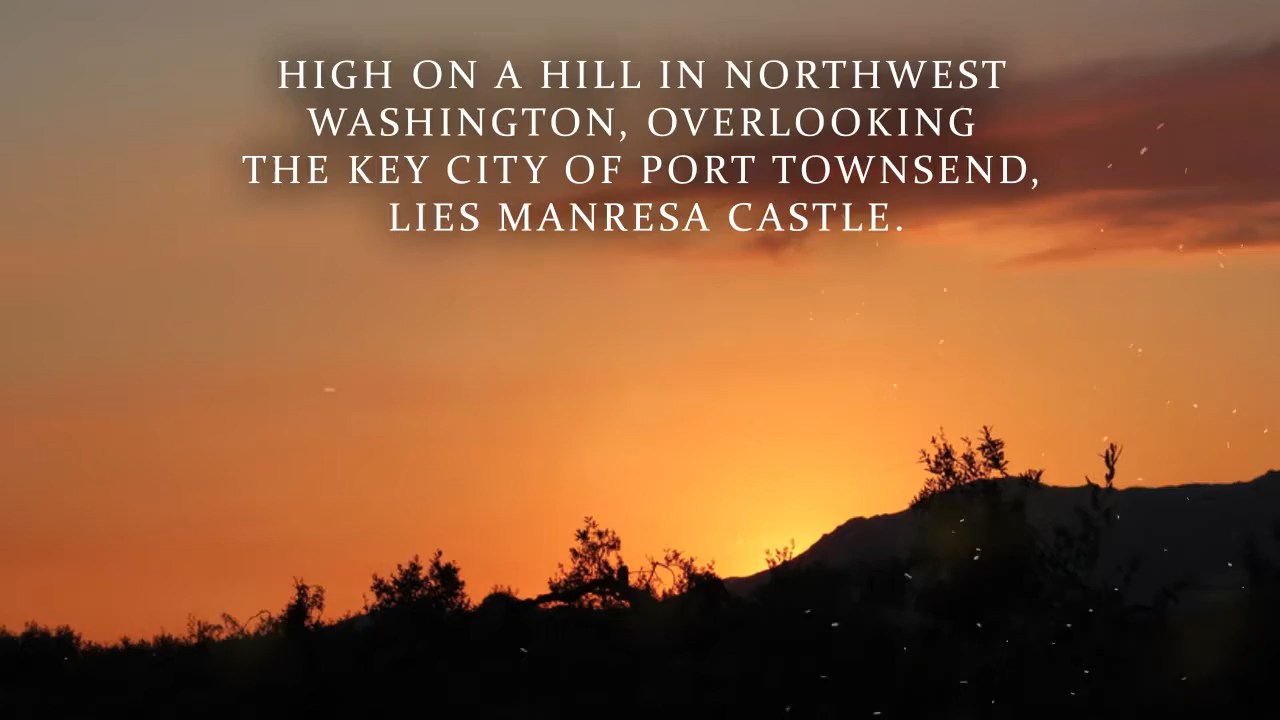 HIGH ON A HILL IN NORTHWEST
WASHINGTON, OVERLOOKING
THE KEY CITY OF PORT TOWNSEND,
LIES MANRESA CASTLE.